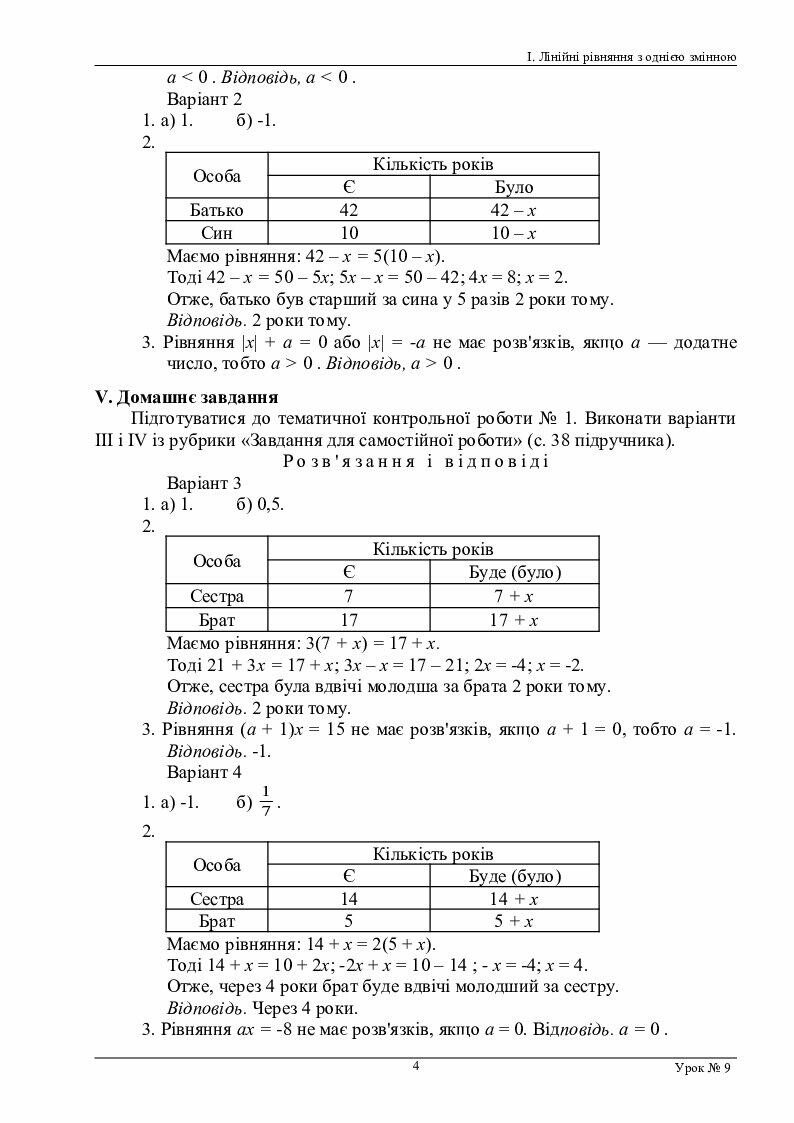 І. Лінійні рівняння з однією змінною
a < 0 . Відповідь, a < 0 .
Варіант 2
1. а) 1. б) -1.
2.
Особа Кількість років
Є Було
Батько 42 42 – x
Син 10 10 – x
Маємо рівняння: 42 – x = 5(10 – x).
Тоді 42 – x = 50 – 5x; 5x – x = 50 – 42; 4x = 8; x = 2.
Отже, батько був старший за сина у 5 разів 2 роки тому.
Відповідь. 2 роки тому.
3. Рівняння |x| + a = 0 або |x| = -a не має розв'язків, якщо a — додатне
число, тобто a > 0 . Відповідь, a > 0 .
V. Домашнє завдання
Підготуватися до тематичної контрольної роботи № 1. Виконати варіанти
III і IV із рубрики «Завдання для самостійної роботи» (с. 38 підручника).
Розв'язання і відповіді
Варіант 3
1. а) 1. б) 0,5.
2.
Особа Кількість років
Є Буде (було)
Сестра 7 7 + x
Брат 17 17 + x
Маємо рівняння: 3(7 + x) = 17 + x.
Тоді 21 + 3x = 17 + x; 3x – x = 17 – 21; 2x = -4; x = -2.
Отже, сестра була вдвічі молодша за брата 2 роки тому.
Відповідь. 2 роки тому.
3. Рівняння (a + 1)x = 15 не має розв'язків, якщо a + 1 = 0, тобто a = -1.
Відповідь. -1.
Варіант 4
1. а) -1. б) 1/7 .
2.
Особа Кількість років
Є Буде (було)
Сестра 14 14 + x
Брат 5 5 + x
Маємо рівняння: 14 + x = 2(5 + x).
Тоді 14 + x = 10 + 2x; -2x + x = 10 – 14 ; - x = -4; x = 4.
Отже, через 4 роки брат буде вдвічі молодший за сестру.
Відповідь. Через 4 роки.
3. Рівняння ax = -8 не має розв'язків, якщо a = 0. Відповідь. a = 0 .
4 Урок № 9